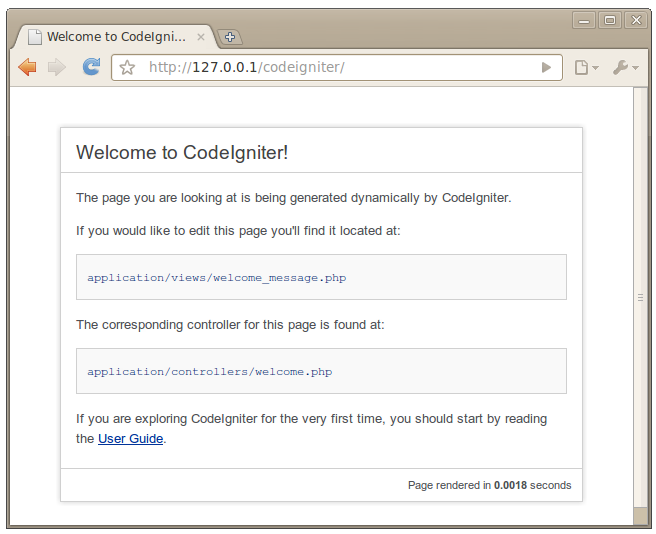 Welcome to CodeIgni...
http://127.0.0.1/codeigniter/
Welcome to CodeIgniter!
The page you are looking at is being generated dynamically by CodeIgniter.
If you would like to edit this page you'll find it located at:
application/views/welcome_message.php
The corresponding controller for this page is found at:
application/controllers/welcome.php
If you are exploring CodeIgniter for the very first time, you should start by reading
the User Guide.
Page rendered in 0.0018 seconds